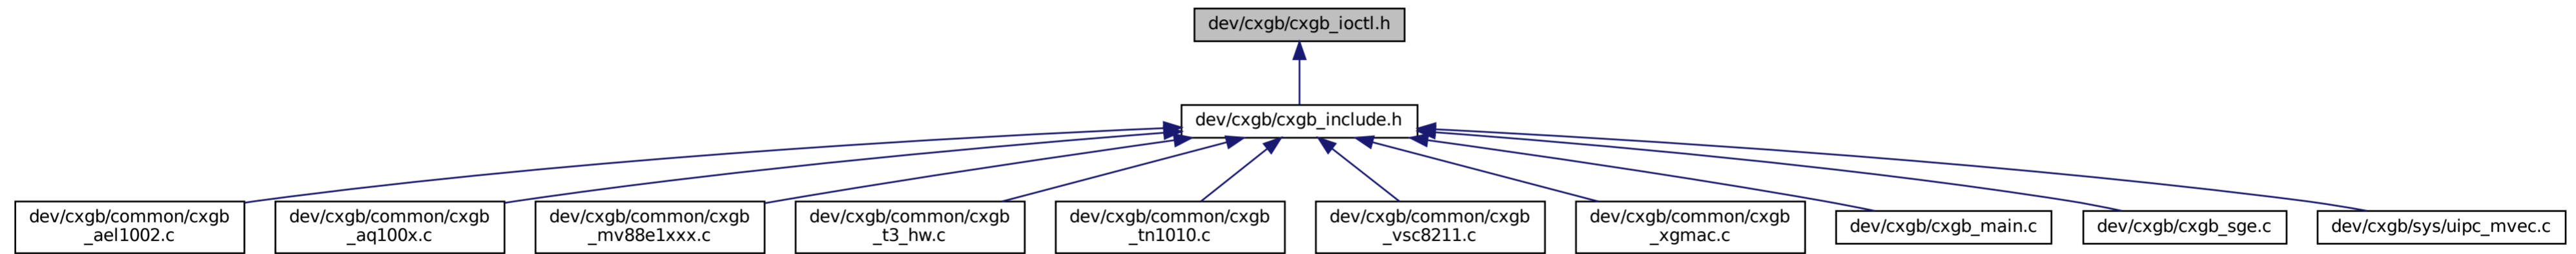 dev/cxgb/cxgb_ioctl.h
dev/cxgb/cxgb_include.h
dev/cxgb/common/cxgb
_ael1002.c
dev/cxgb/common/cxgb
_aq100x.c
dev/cxgb/common/cxgb
_mv88e1xxx.c
dev/cxgb/common/cxgb
_t3_hw.c
dev/cxgb/common/cxgb
_tn1010.c
dev/cxgb/common/cxgb
_vsc8211.c
dev/cxgb/common/cxgb
_xgmac.c
dev/cxgb/cxgb_main.c
dev/cxgb/cxgb_sge.c
dev/cxgb/sys/uipc_mvec.c